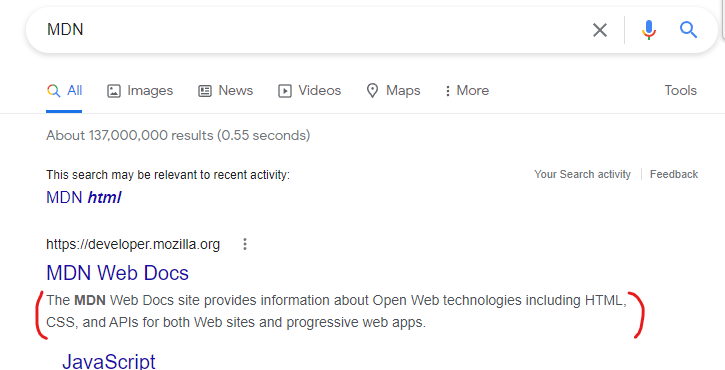 MDN
All Images News Videos Maps More Tools
About 137,000,000 results (0.55 seconds)
This search may be relevant to recent activity: Your Search activity Feedback
MDN html
https://developer.mozilla.org
MDN Web Docs
The MDN Web Docs site provides information about Open Web technologies including HTML,
CSS, and APIs for both Web sites and progressive web apps.
JavaScript